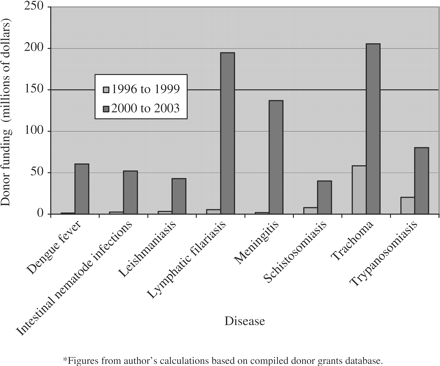 Donor funding (millions of dollars)
250
200
150
100
50
0
1996 to 1999
2000 to 2003
Dengue fever
Intestinal nematode infections
Leishmaniasis
Lymphatic filariasis
Meningitis
Schistosomiasis
Trachoma
Trypanosomiasis
Disease
*Figures from author's calculations based on compiled donor grants database.